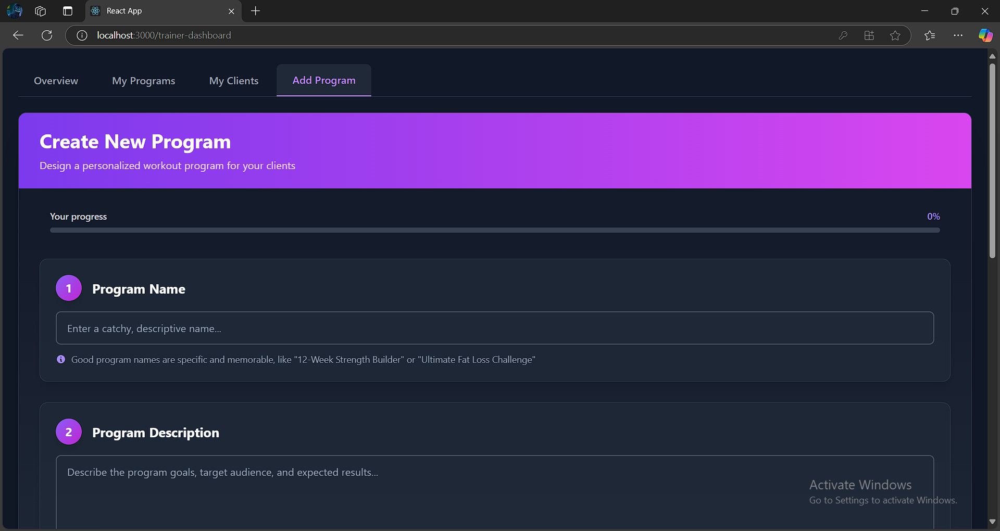 React App
localhost:3000/trainer-dashboard
Overview
My Programs
My Clients
Add Program
Create New Program
Design a personalized workout program for your clients
Your progress
0%
1
Program Name
Enter a catchy, descriptive name...
Good program names are specific and memorable, like "12-Week Strength Builder" or "Ultimate Fat Loss Challenge"
2
Program Description
Describe the program goals, target audience, and expected results...
Activate Windows
Go to Settings to activate Windows.